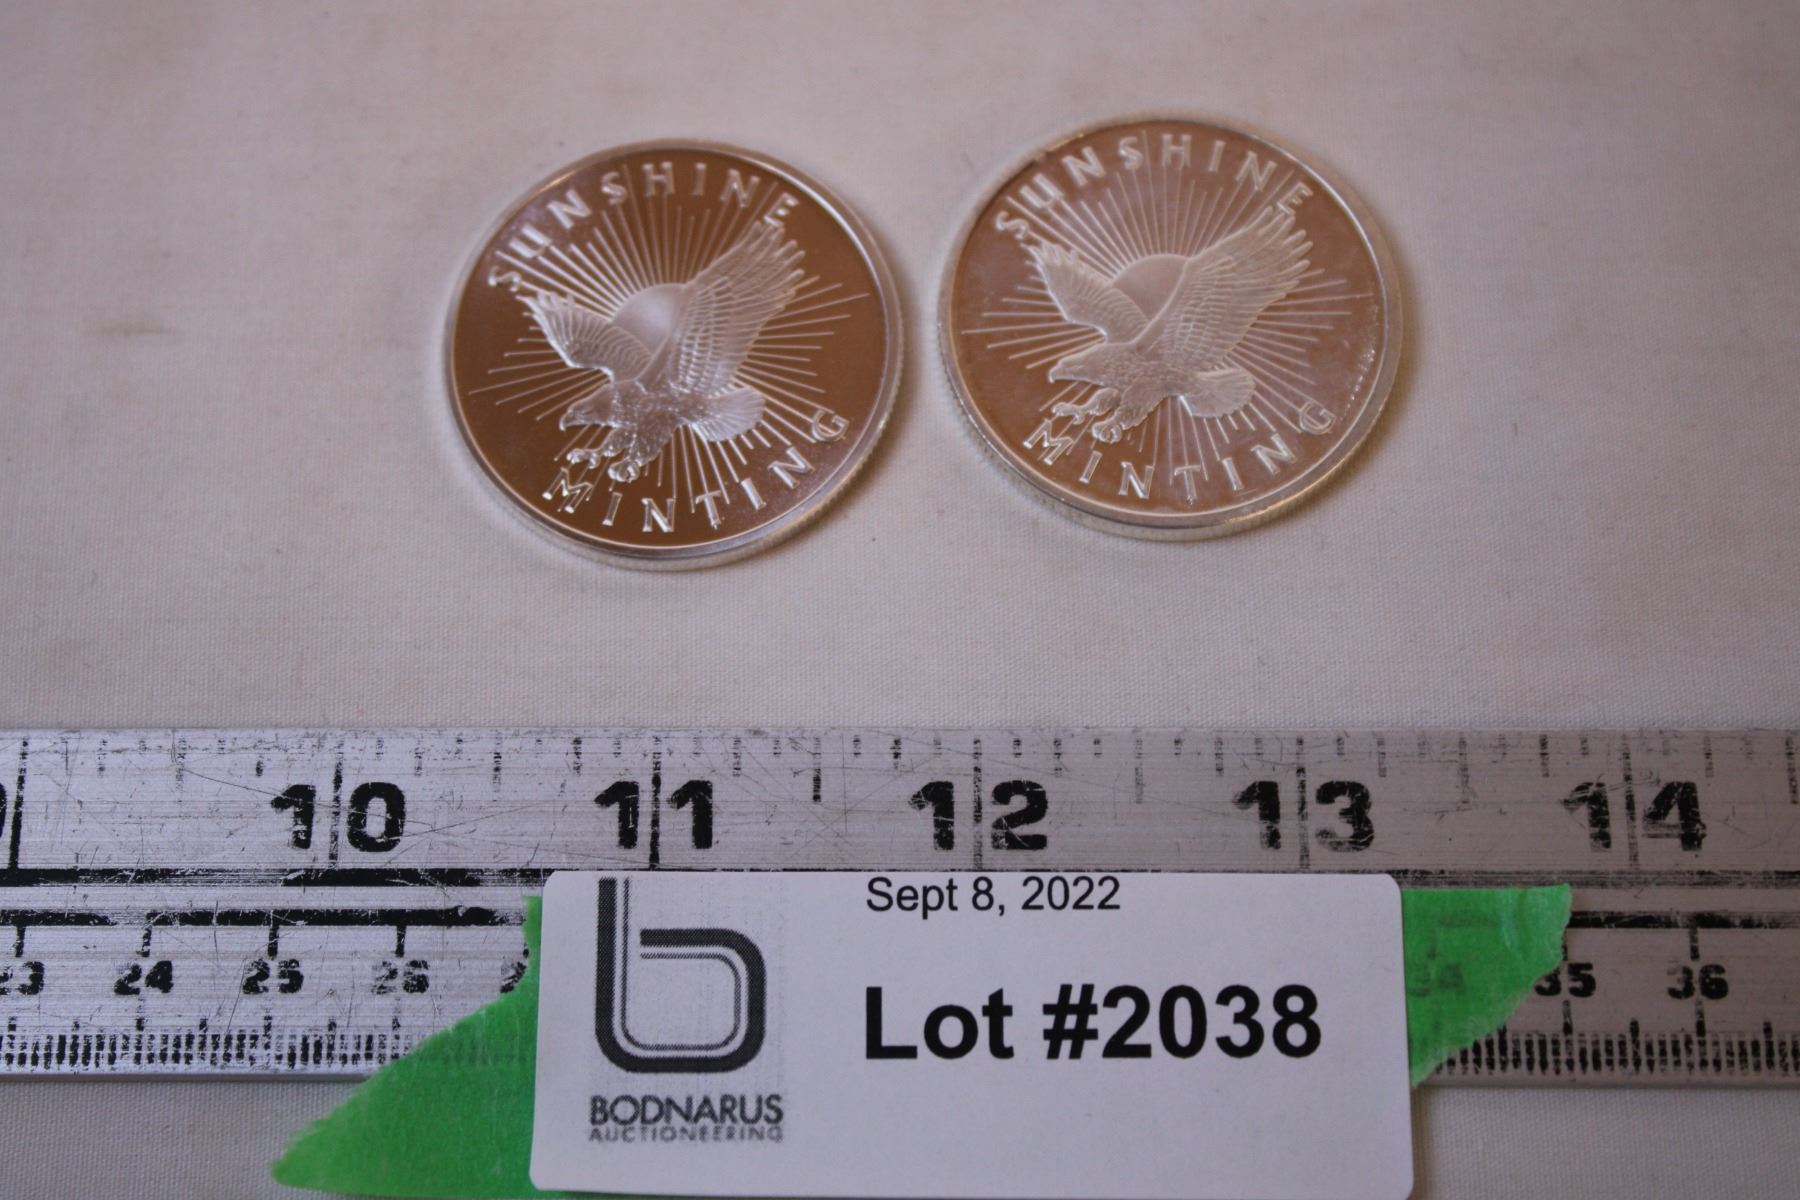 SUNSHINE
MINTING
SUNSHINE
MINTING
10 11 12 13 14
23 24 25 26 35 36
Sept 8, 2022
Lot #2038
BODNARUS
AUCTIONEERING